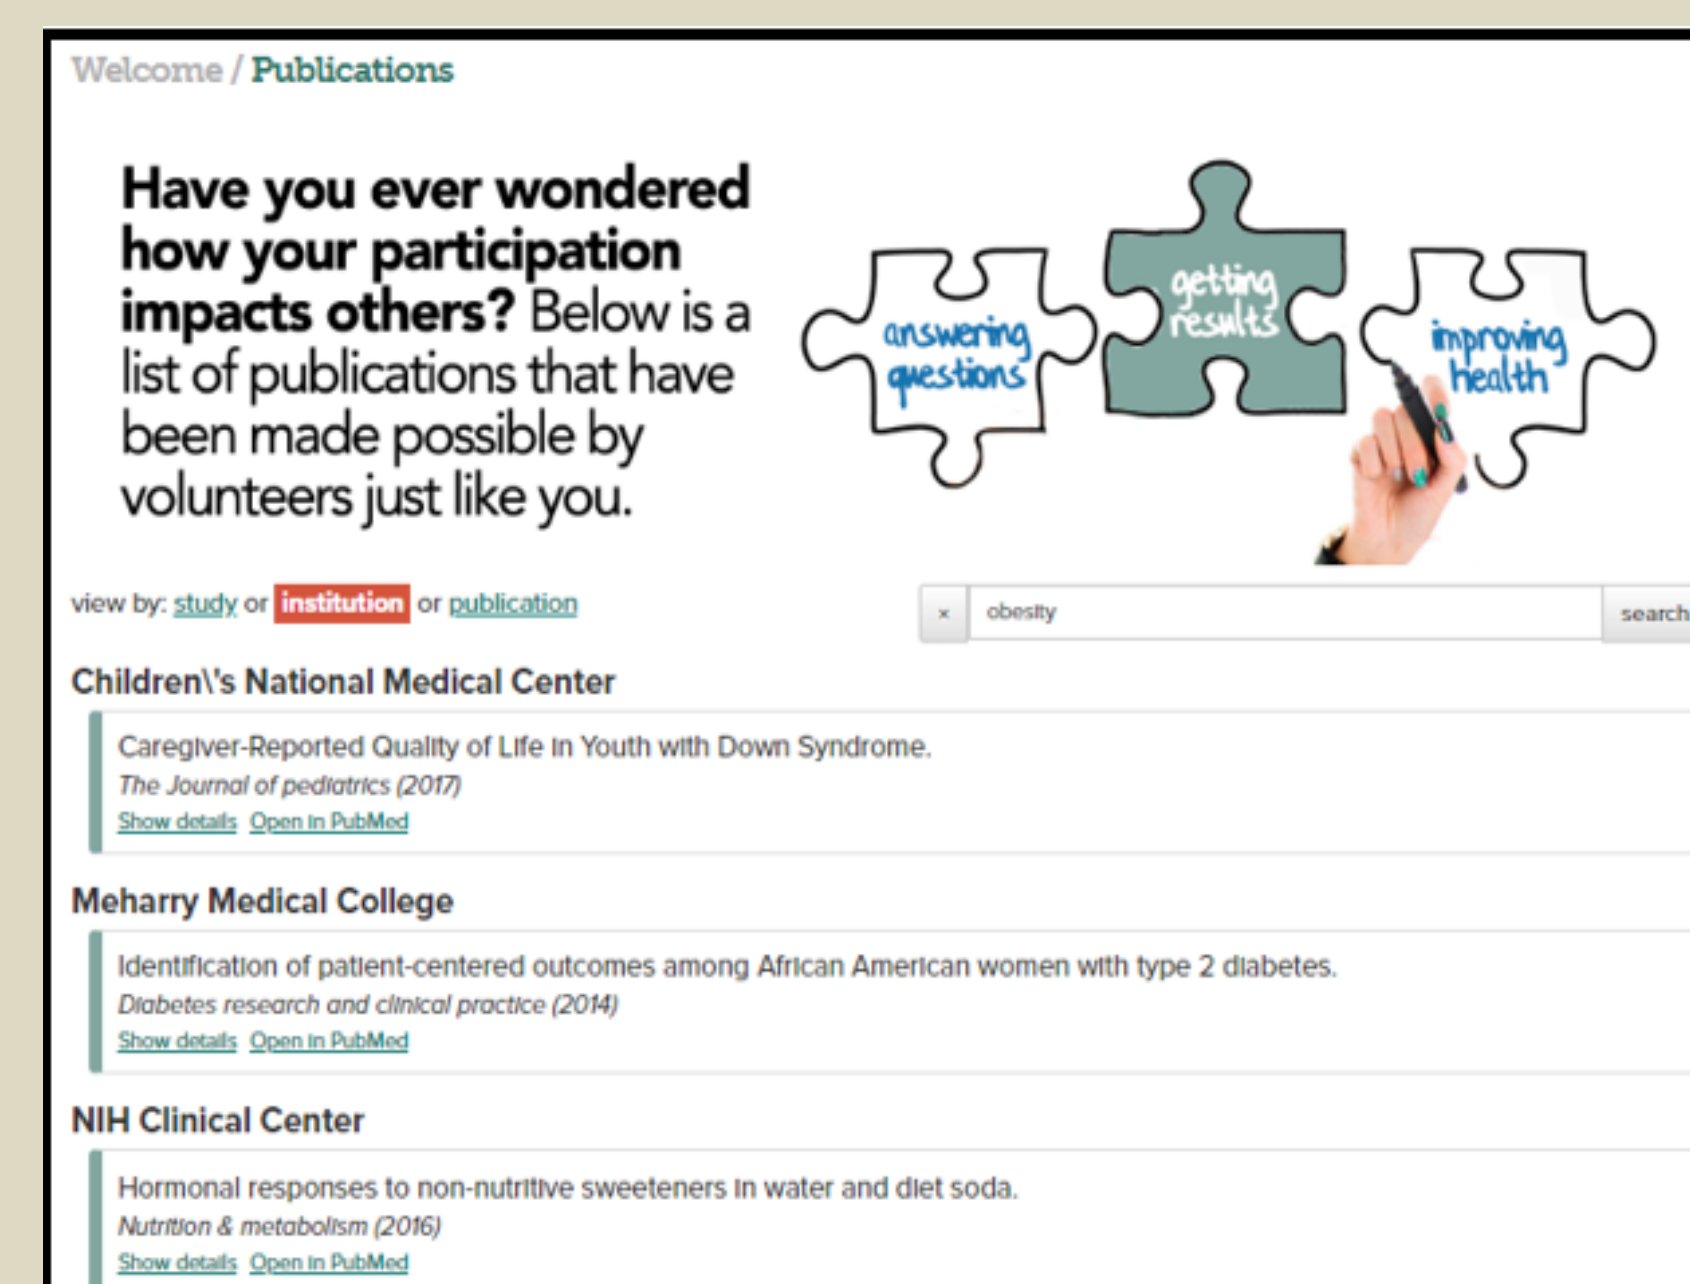 Welcome / Publications
Have you ever wondered
how your participation
impacts others? Below is a
list of publications that have
been made possible by
volunteers just like you.
answering
questions
getting
results
improving
health
view by: study or institution or publication
× obesity search
Children\'s National Medical Center
Caregiver-Reported Quality of Life in Youth with Down Syndrome.
The Journal of pediatrics (2017)
Show details Open in PubMed
Meharry Medical College
Identification of patient-centered outcomes among African American women with type 2 diabetes.
Diabetes research and clinical practice (2014)
Show details Open in PubMed
NIH Clinical Center
Hormonal responses to non-nutritive sweeteners in water and diet soda.
Nutrition & metabolism (2016)
Show details Open in PubMed